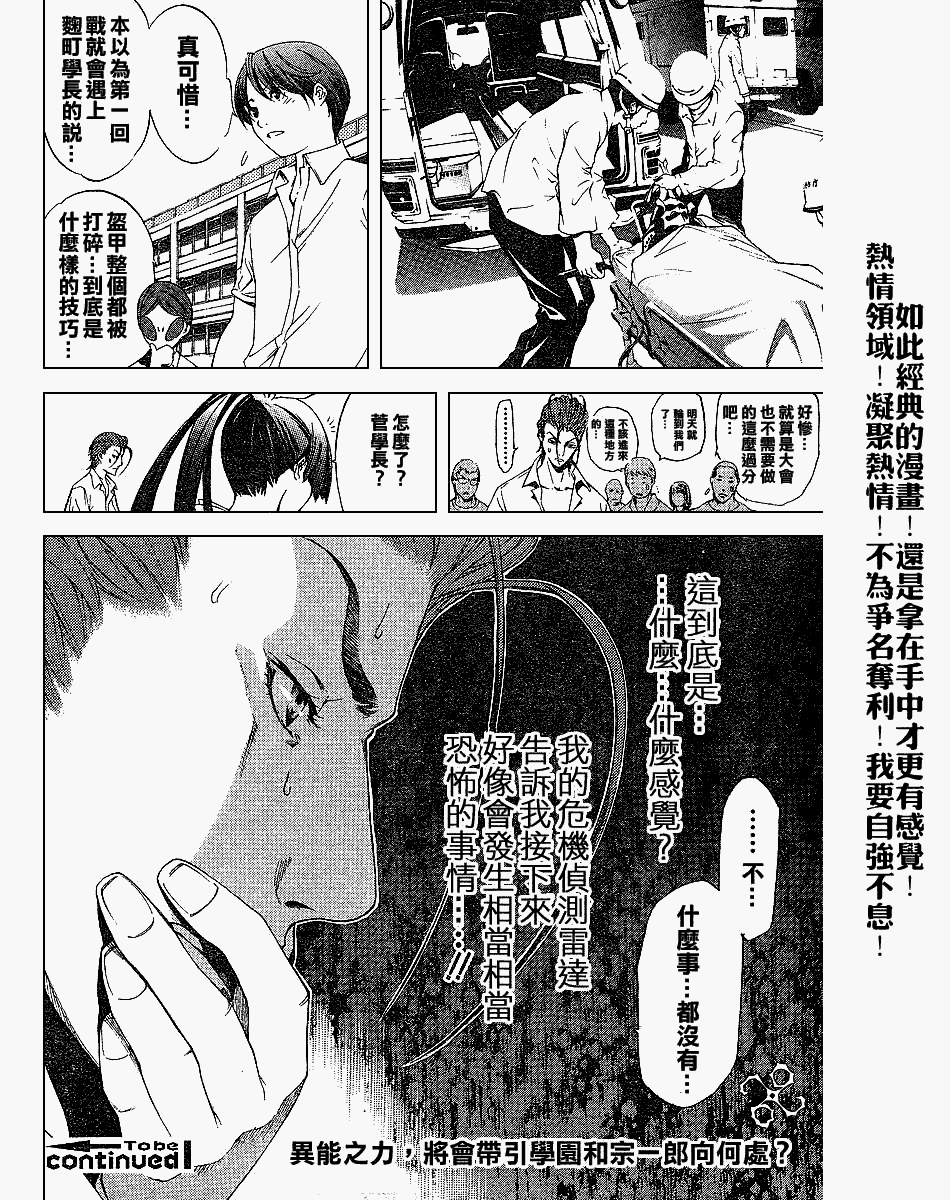 真可惜…
本以為第一回
戰就會遇上
麴町學長的說…
盔甲整個都被
打碎…到底是
什麼樣的技巧…
好慘…
就算是大會
也不需要做
的這麼過分
吧…
明天就
輪到我們
了…
不該進來
這種地方
的…
………
怎麼了？
菅學長？
這到底是…
…什麼…什麼感覺？
我的危機偵測雷達
告訴我接下來
好像會發生相當相當
恐怖的事情……!!
……不…
什麼事…都沒有…
異能之力，將會帶引學園和宗一郎向何處？
To be
continued
如此經典的漫畫！還是拿在手中才更有感覺！
熱情領域！凝聚熱情！不為爭名奪利！我要自強不息！